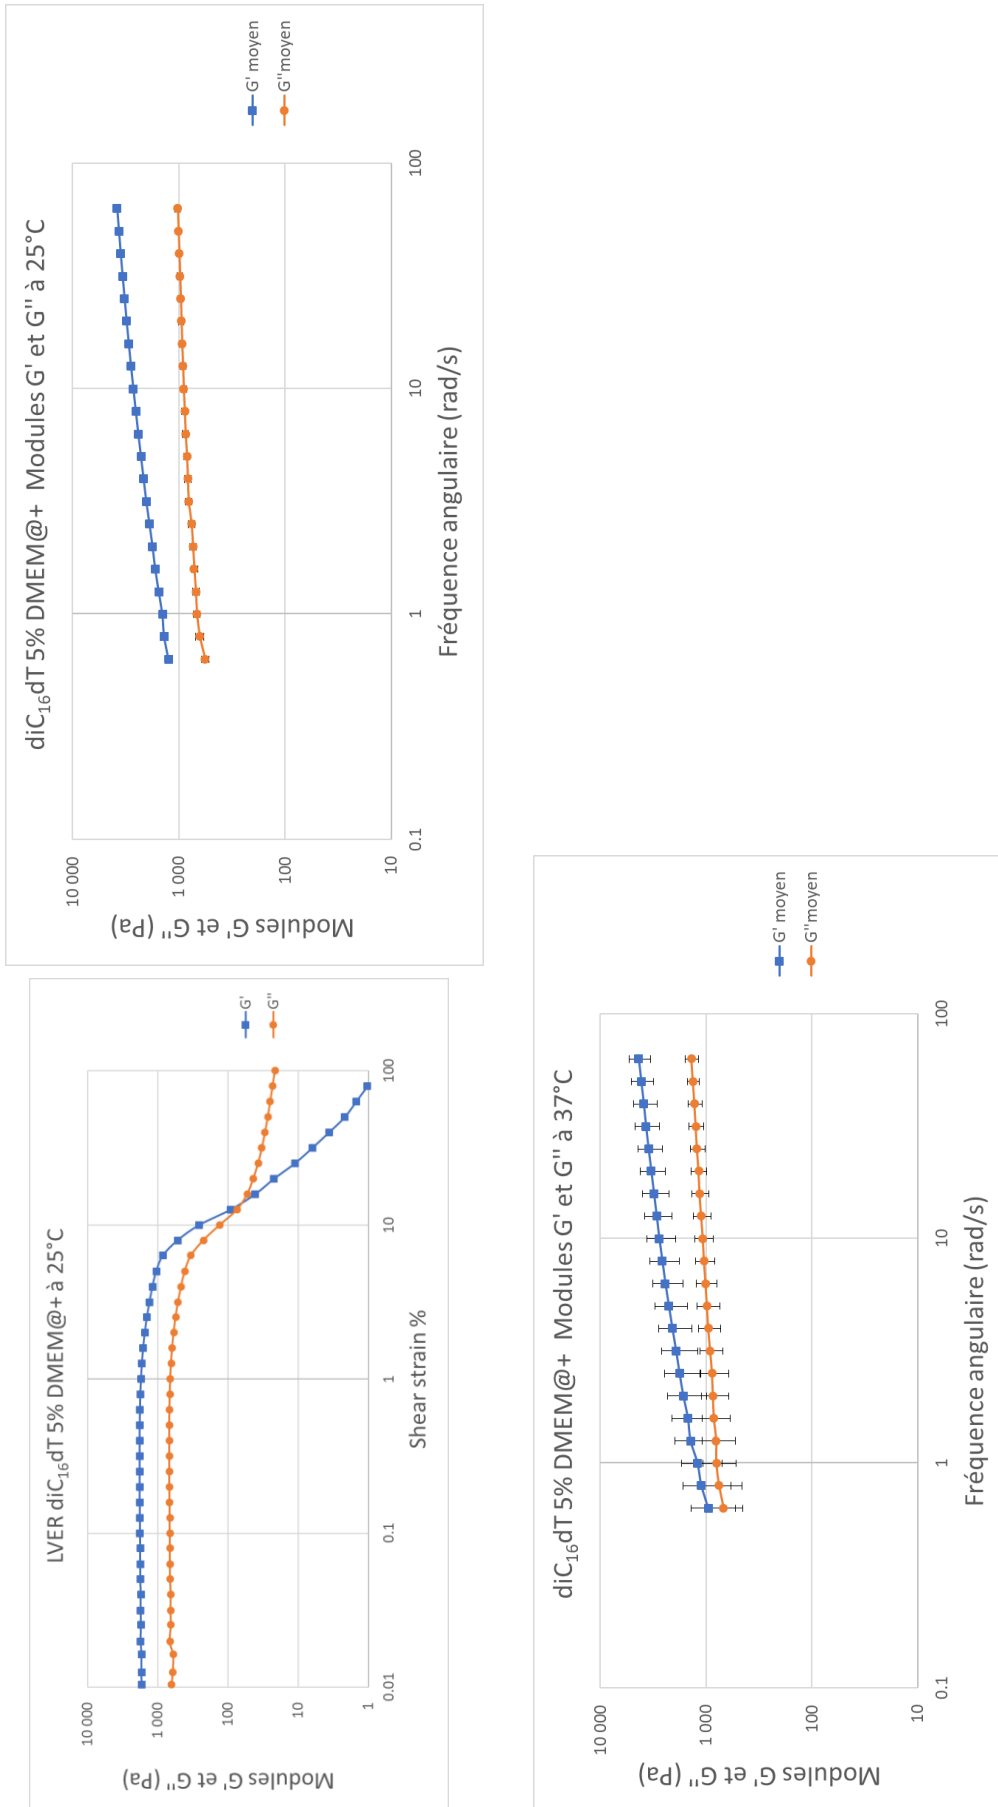 LVER diC₁₆dT 5% DMEM@+ à 25°C
Modules G' et G'' (Pa)
10 000
1 000
100
10
1
0.01
0.1
1
10
100
Shear strain %
G'
G''
diC₁₆dT 5% DMEM@+ Modules G' et G'' à 25°C
Modules G' et G'' (Pa)
10 000
1 000
100
10
0.1
1
10
100
Fréquence angulaire (rad/s)
G' moyen
G''moyen
diC₁₆dT 5% DMEM@+ Modules G' et G'' à 37°C
Modules G' et G'' (Pa)
10 000
1 000
100
10
0.1
1
10
100
Fréquence angulaire (rad/s)
G' moyen
G''moyen